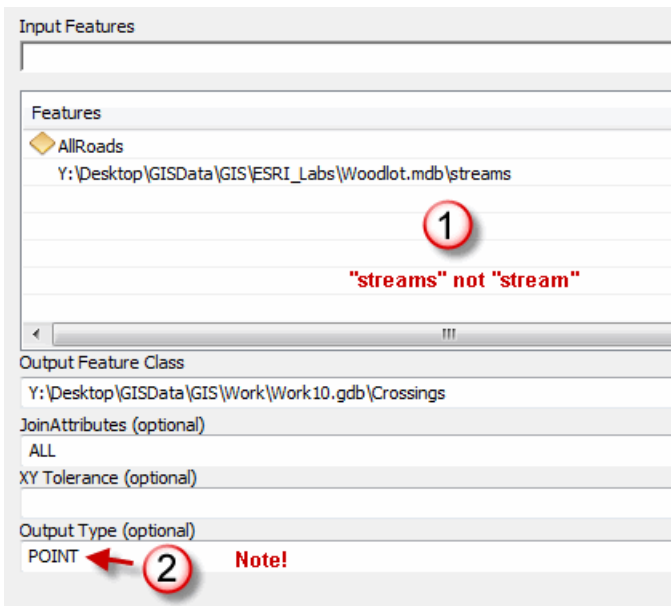 Input Features
Features
AllRoads
Y:\Desktop\GISData\GIS\ESRI_Labs\Woodlot.mdb\streams
1
"streams" not "stream"
Output Feature Class
Y:\Desktop\GISData\GIS\Work\Work10.gdb\Crossings
JoinAttributes (optional)
ALL
XY Tolerance (optional)
Output Type (optional)
POINT 2 Note!